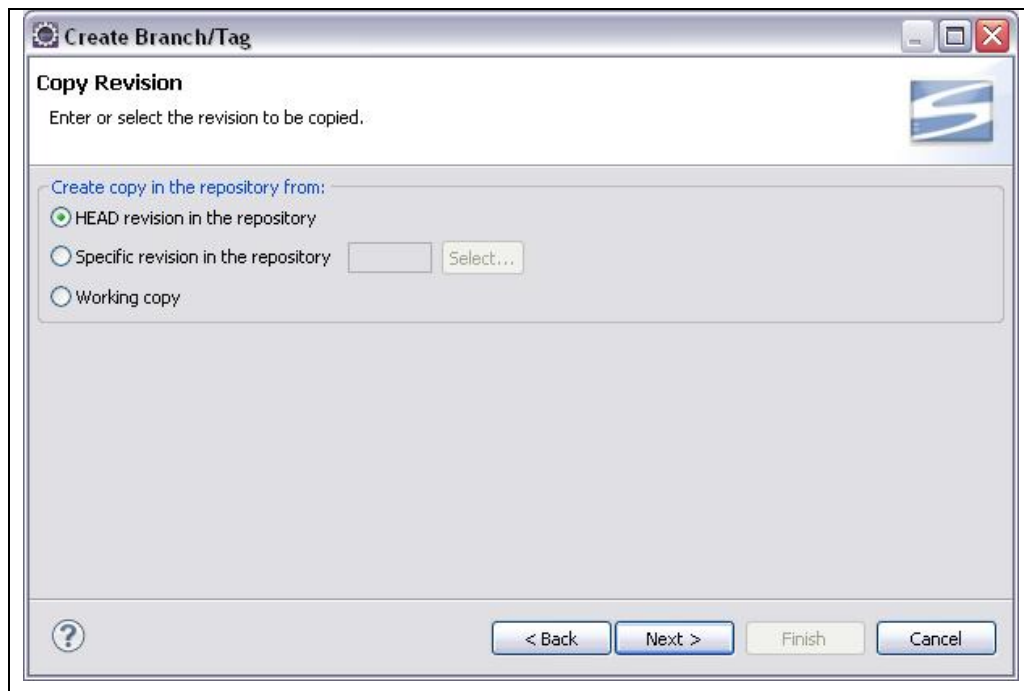 Create Branch/Tag
Copy Revision
Enter or select the revision to be copied.
Create copy in the repository from:
HEAD revision in the repository
Specific revision in the repository Select...
Working copy
? < Back Next > Finish Cancel